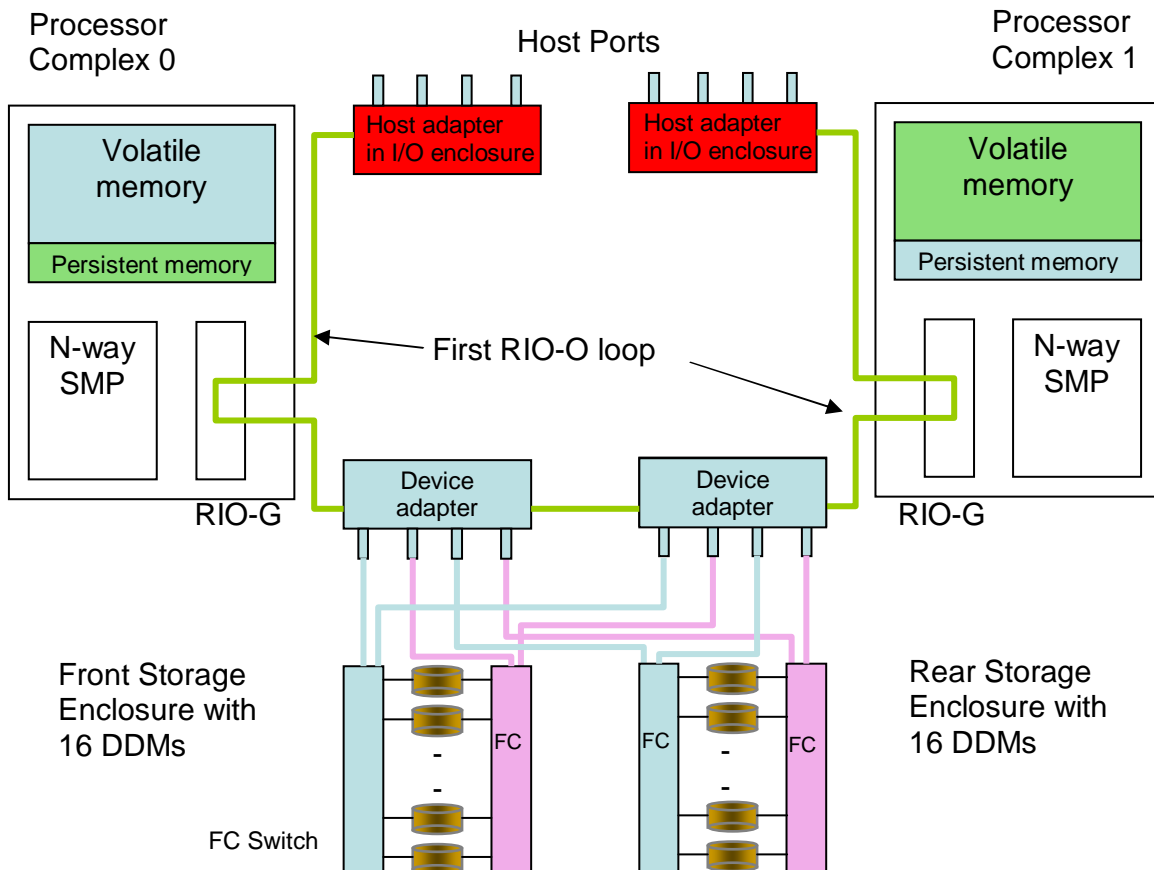 Processor
Complex 0
Host Ports
Processor
Complex 1
Host adapter
in I/O enclosure
Host adapter
in I/O enclosure
Volatile
memory
Persistent memory
Volatile
memory
Persistent memory
N-way
SMP
First RIO-O loop
N-way
SMP
RIO-G
Device
adapter
Device
adapter
RIO-G
Front Storage
Enclosure with
16 DDMs
FC
FC
FC
Rear Storage
Enclosure with
16 DDMs
FC Switch